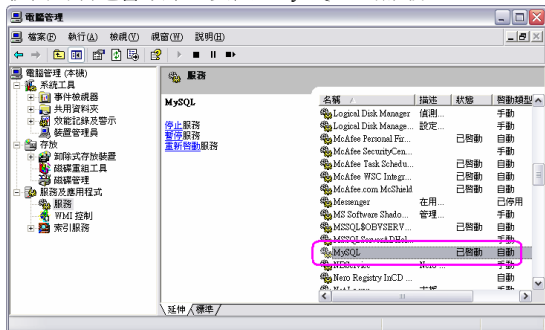 電腦管理
檔案(F) 執行(A) 檢視(V) 視窗(W) 說明(H)
電腦管理 (本機)
系統工具
事件檢視器
共用資料夾
效能記錄及警示
裝置管理員
存放
卸除式存放裝置
磁碟重組工具
磁碟管理
服務及應用程式
服務
WMI 控制
索引服務
服務
MySQL
停止服務
暫停服務
重新啟動服務
名稱 / 描述 狀態 啟動類型
Logical Disk Manager 偵測... 手動
Logical Disk Manage... 設定... 手動
McAfee Personal Fir... 已啟動 自動
McAfee SecurityCen... 手動
McAfee Task Schedu... 已啟動 自動
McAfee WSC Integr... 已啟動 自動
McAfee.com McShield 已啟動 自動
Messenger 在用... 已停用
MS Software Shado... 管理... 手動
MSSQL$OBVSERV... 已啟動 自動
MSSQLServerADHel... 手動
MySQL 已啟動 自動
NBService Nero ... 手動
Nero Registry InCD ... 自動
延伸 標準